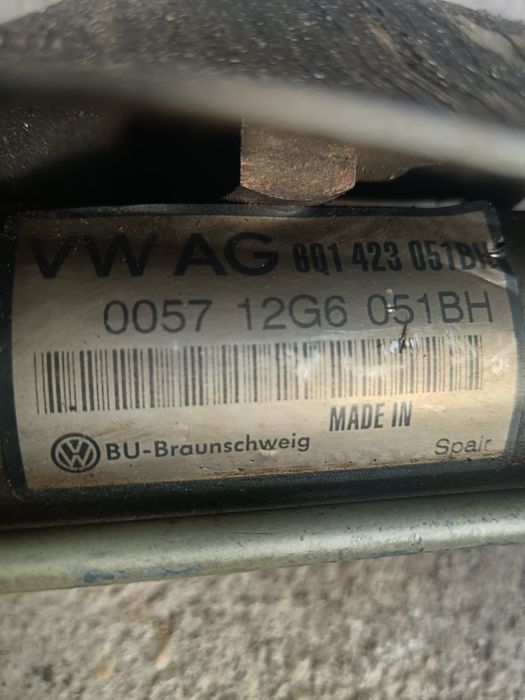 VW AG 6Q1 423 051BH
0057 12G6 051BH
MADE IN
BU-Braunschweig
Spain